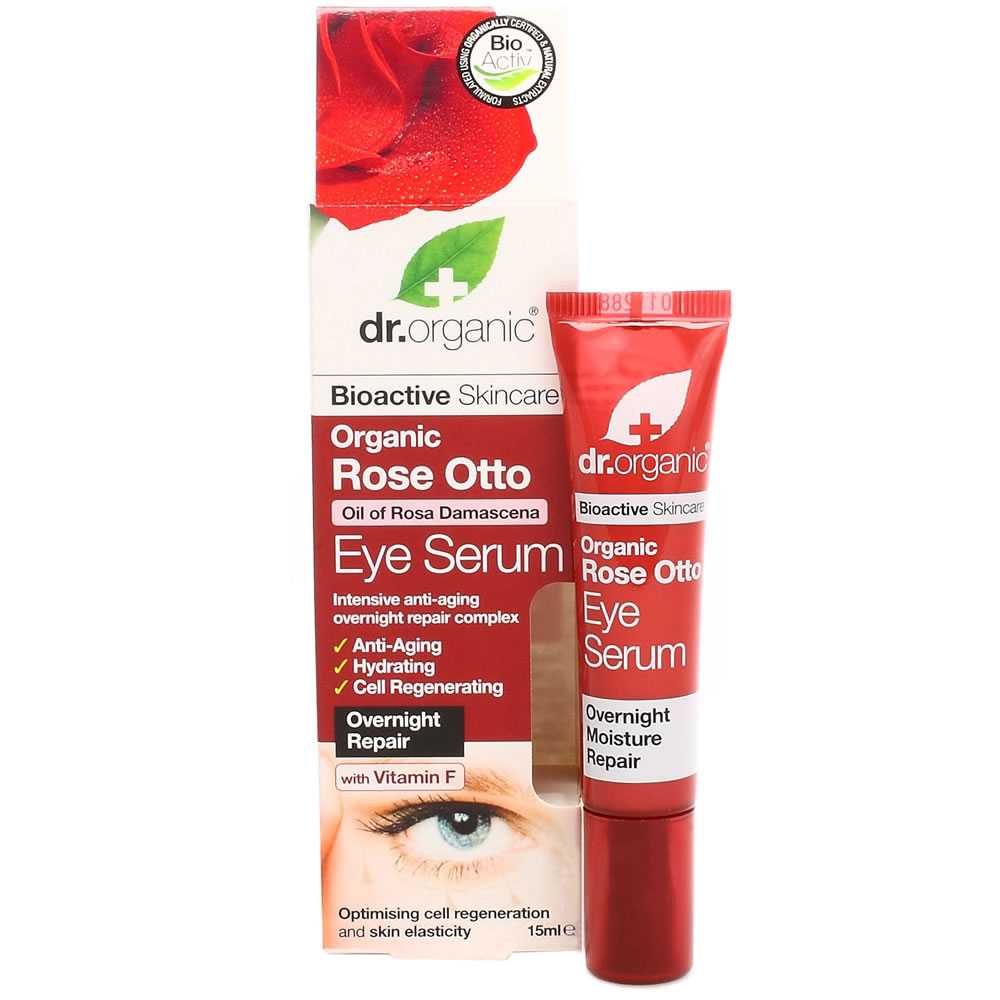 FORMULATED USING ORGANICALLY CERTIFIED & NATURAL EXTRACTS
Bio
Activ™
dr.organic®
Bioactive Skincare
Organic
Rose Otto
Oil of Rosa Damascena
Eye Serum
Intensive anti-aging
overnight repair complex
✓ Anti-Aging
✓ Hydrating
✓ Cell Regenerating
Overnight
Repair
with Vitamin F
Optimising cell regeneration
and skin elasticity
15ml℮
dr.organic®
Bioactive Skincare
Organic
Rose Otto
Eye
Serum
Overnight
Moisture
Repair